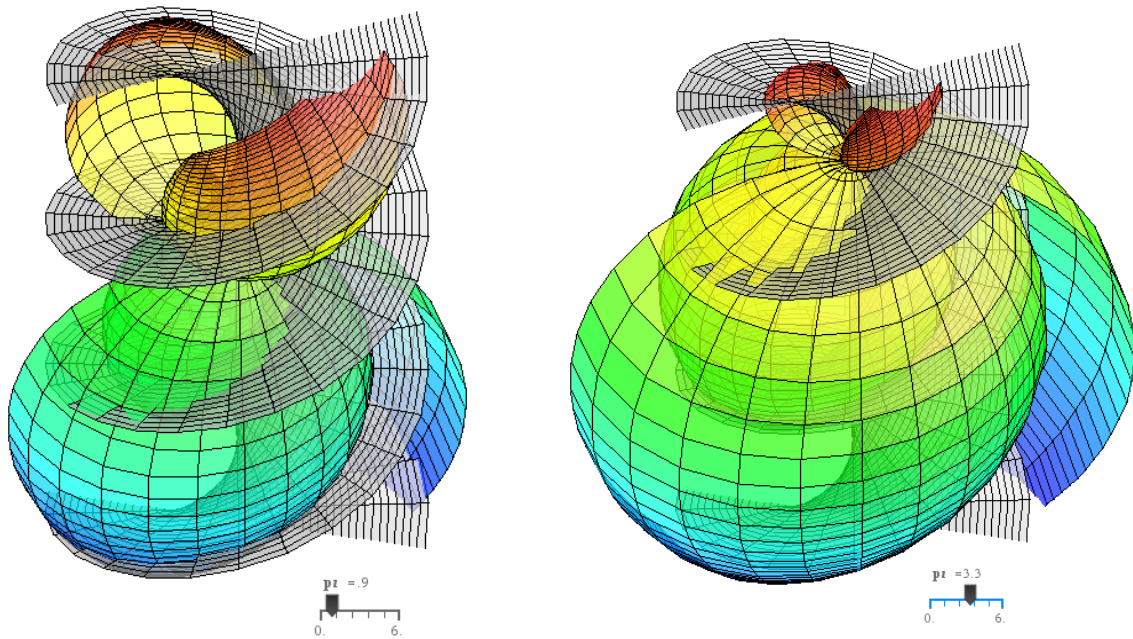 pt =.9
0. 6.
pt =3.3
0. 6.